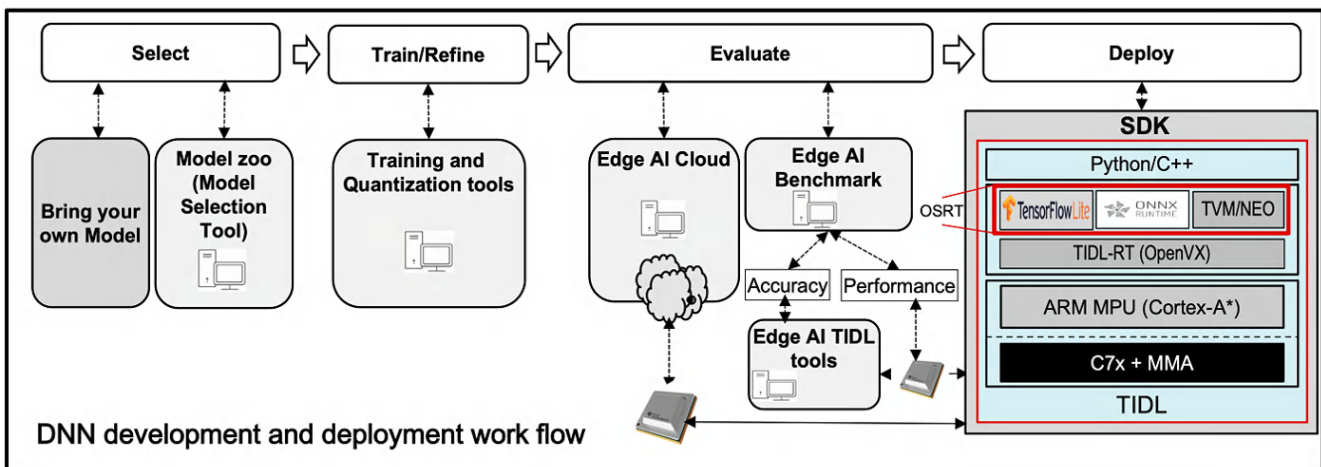 Select
Train/Refine
Evaluate
Deploy
Bring your
own Model
Model zoo
(Model
Selection
Tool)
Training and
Quantization tools
Edge AI Cloud
Edge AI
Benchmark
Accuracy
Performance
Edge AI TIDL
tools
SDK
Python/C++
OSRT
TensorFlowLite
ONNX
RUNTIME
TVM/NEO
TIDL-RT (OpenVX)
ARM MPU (Cortex-A*)
C7x + MMA
TIDL
DNN development and deployment work flow